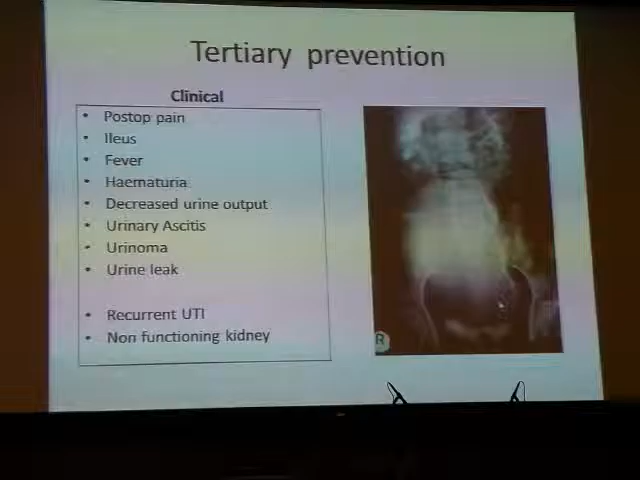 Tertiary prevention
Clinical
• Postop pain
• Ileus
• Fever
• Haematuria
• Decreased urine output
• Urinary Ascitis
• Urinoma
• Urine leak
• Recurrent UTI
• Non functioning kidney
R